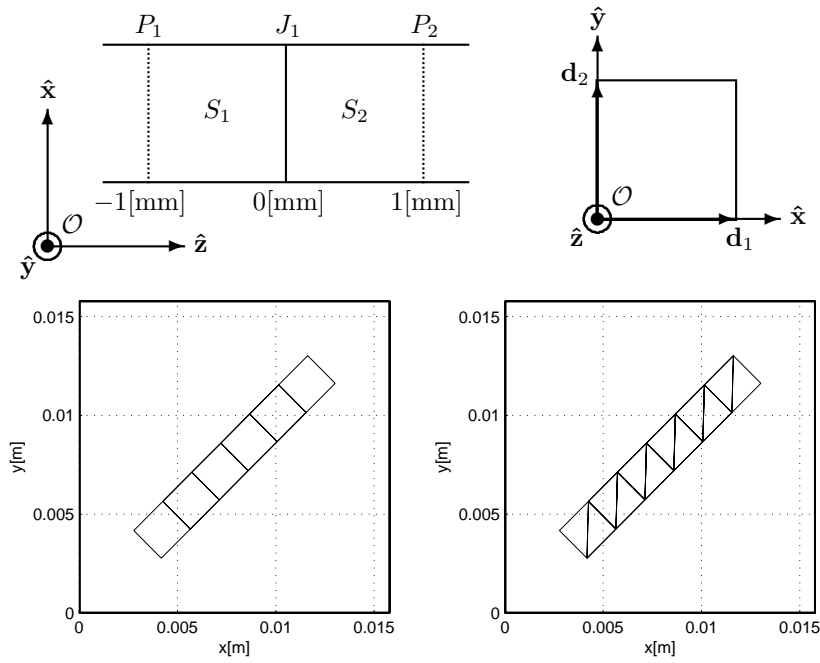 P₁ J₁ P₂
x̂
S₁ S₂
−1[mm] 0[mm] 1[mm]
𝒪
ẑ
ŷ
ŷ
d₂
𝒪
x̂
ẑ
d₁
0.015
0.01
0.005
0
y[m]
0 0.005 0.01 0.015
x[m]
0.015
0.01
0.005
0
y[m]
0 0.005 0.01 0.015
x[m]